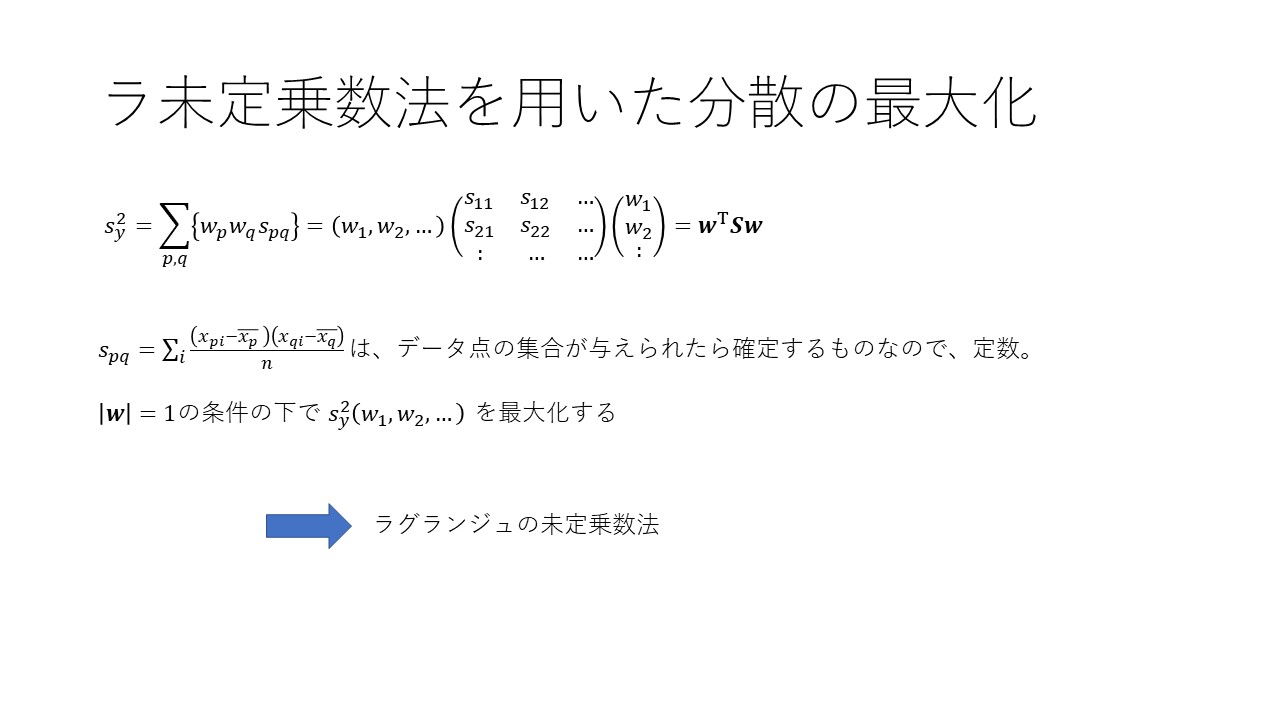 ラ未定乗数法を用いた分散の最大化
$s_y^2 = \sum_{p,q} \{w_p w_q s_{pq}\} = (w_1, w_2, \ldots) \begin{pmatrix} s_{11} & s_{12} & \ldots \\ s_{21} & s_{22} & \ldots \\ : & \ldots & \ldots \end{pmatrix} \begin{pmatrix} w_1 \\ w_2 \\ : \end{pmatrix} = \boldsymbol{w}^{\mathrm{T}} \boldsymbol{S} \boldsymbol{w}$
$s_{pq} = \sum_i \frac{(x_{pi} - \overline{x_p})(x_{qi} - \overline{x_q})}{n}$ は、データ点の集合が与えられたら確定するものなので、定数。
$|\boldsymbol{w}| = 1$の条件の下で $s_y^2(w_1, w_2, \ldots)$ を最大化する
ラグランジュの未定乗数法